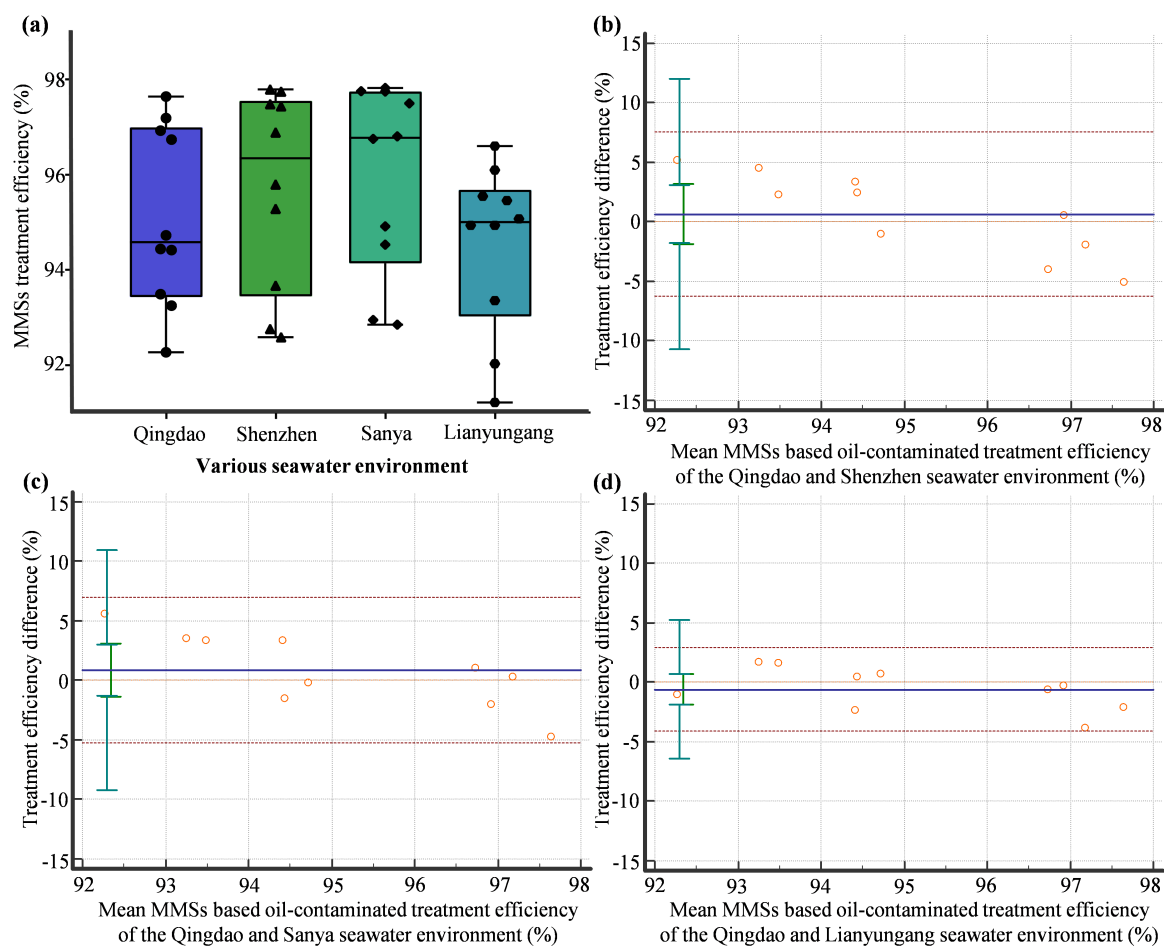 (a)
MMSs treatment efficiency (%)
98
96
94
92
Qingdao
Shenzhen
Sanya
Lianyungang
Various seawater environment
(b)
Treatment efficiency difference (%)
15
10
5
0
-5
-10
-15
92
93
94
95
96
97
98
Mean MMSs based oil-contaminated treatment efficiency
of the Qingdao and Shenzhen seawater environment (%)
(c)
Treatment efficiency difference (%)
15
10
5
0
-5
-10
-15
92
93
94
95
96
97
98
Mean MMSs based oil-contaminated treatment efficiency
of the Qingdao and Sanya seawater environment (%)
(d)
Treatment efficiency difference (%)
15
10
5
0
-5
-10
-15
92
93
94
95
96
97
98
Mean MMSs based oil-contaminated treatment efficiency
of the Qingdao and Lianyungang seawater environment (%)